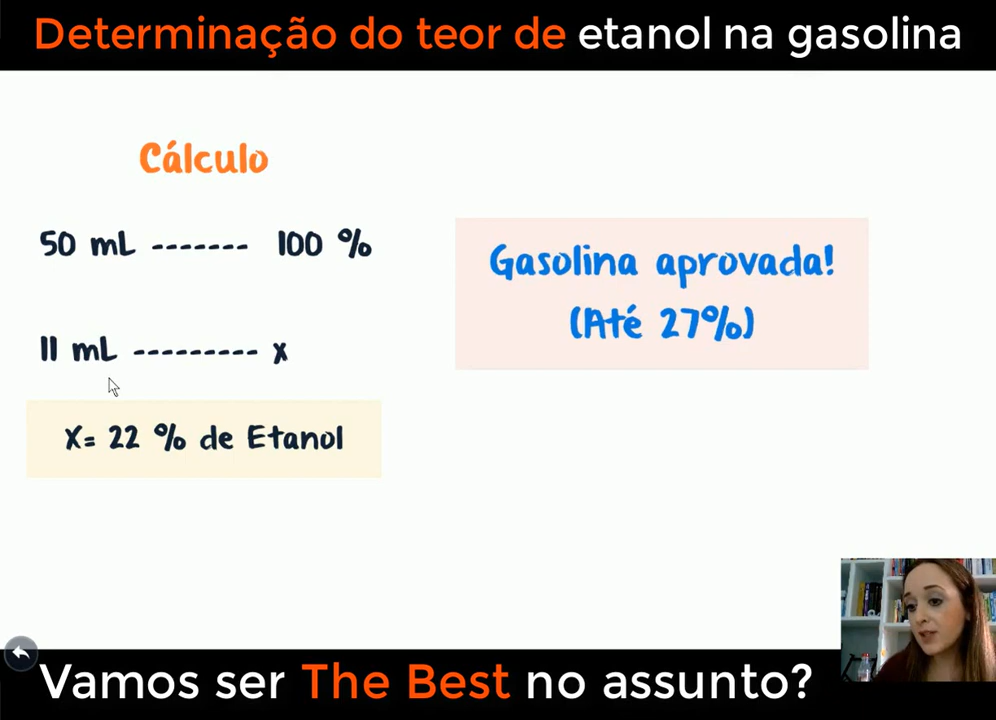 Determinação do teor de etanol na gasolina
Cálculo
50 mL ------- 100 %
11 mL --------- x
X= 22 % de Etanol
Gasolina aprovada!
(Até 27%)
Vamos ser The Best no assunto?